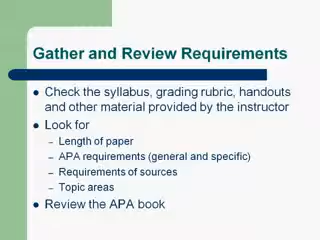 Gather and Review Requirements
● Check the syllabus, grading rubric, handouts
and other material provided by the instructor
● Look for
– Length of paper
– APA requirements (general and specific)
– Requirements of sources
– Topic areas
● Review the APA book